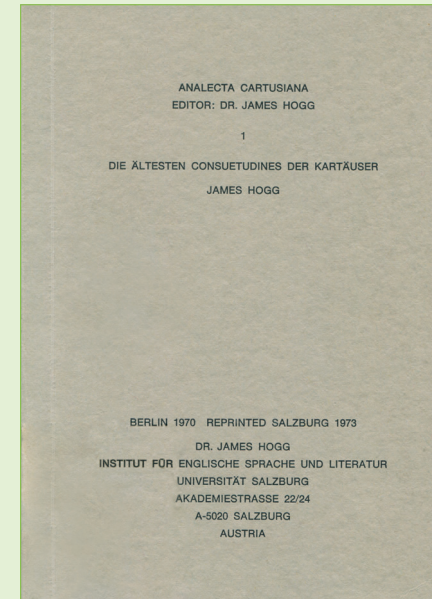 ANALECTA CARTUSIANA
EDITOR: DR. JAMES HOGG
1
DIE ÄLTESTEN CONSUETUDINES DER KARTÄUSER
JAMES HOGG
BERLIN 1970 REPRINTED SALZBURG 1973
DR. JAMES HOGG
INSTITUT FÜR ENGLISCHE SPRACHE UND LITERATUR
UNIVERSITÄT SALZBURG
AKADEMIESTRASSE 22/24
A-5020 SALZBURG
AUSTRIA